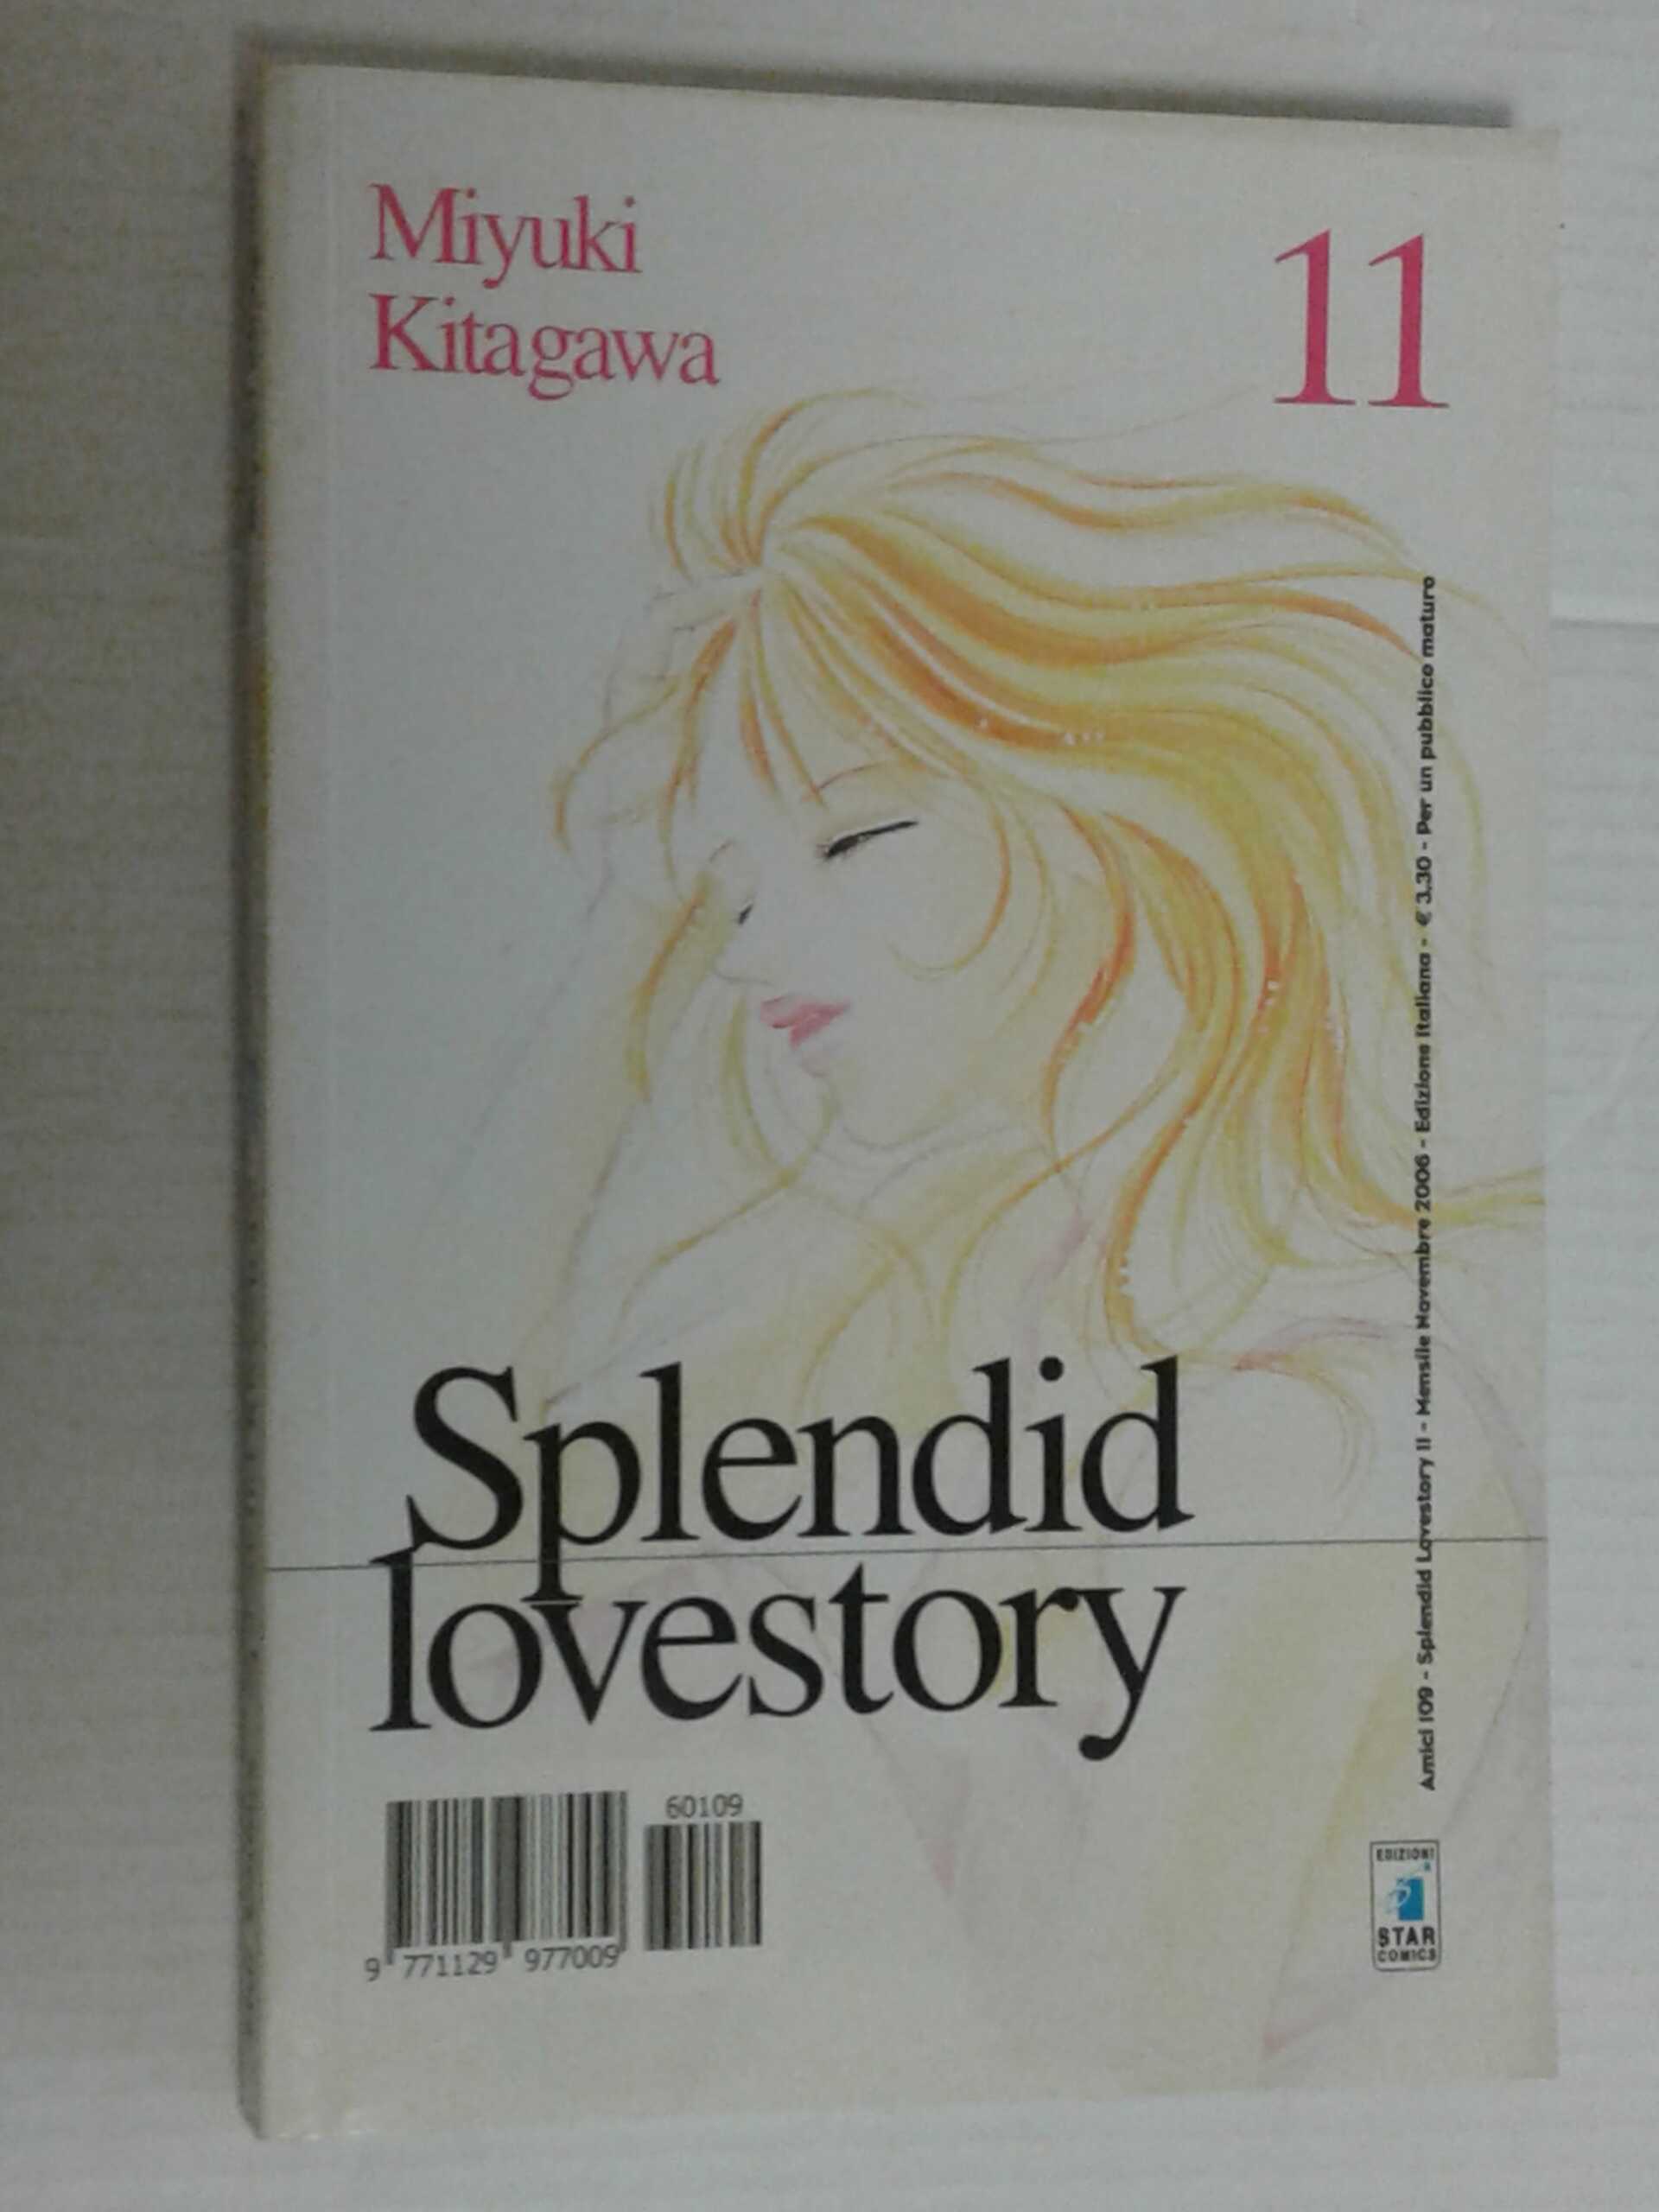 Miyuki
Kitagawa
11
Amici 109 - Splendid Lovestory 11 - Mensile Novembre 2006 - Edizione Italiana - € 3.30 - Per un pubblico maturo
Splendid
lovestory
60109
9 771129 977009
EDIZIONI
STAR
COMICS